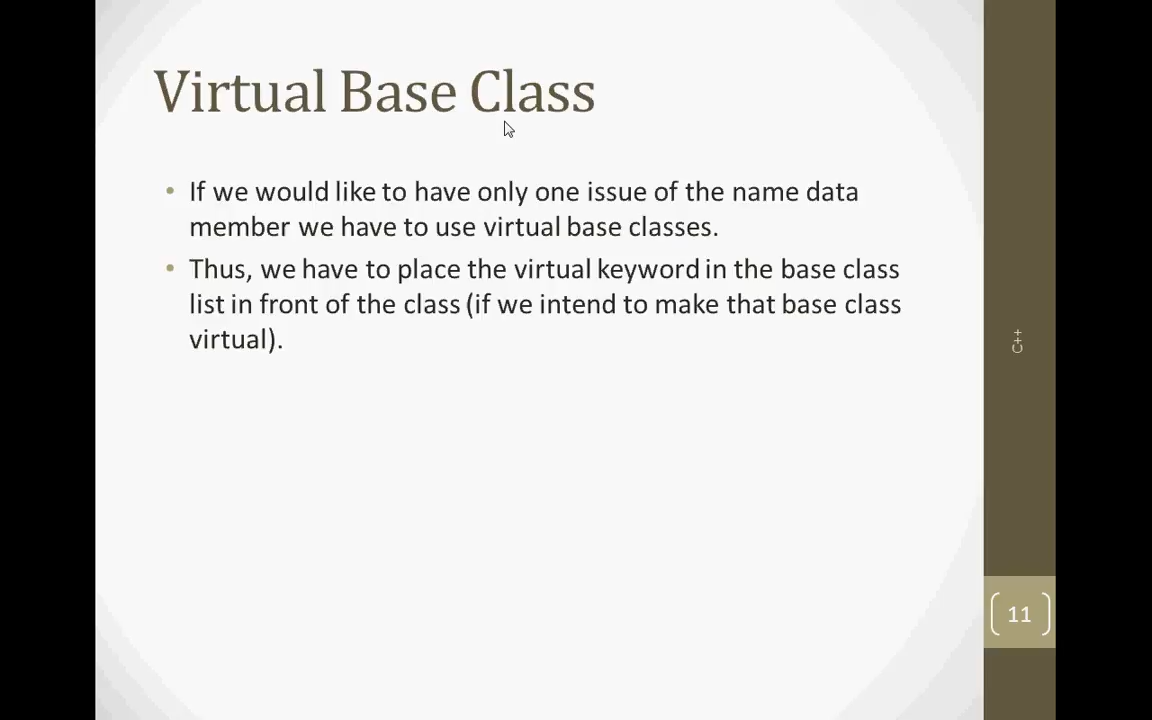 Virtual Base Class
• If we would like to have only one issue of the name data
member we have to use virtual base classes.
• Thus, we have to place the virtual keyword in the base class
list in front of the class (if we intend to make that base class
virtual).
C++
11